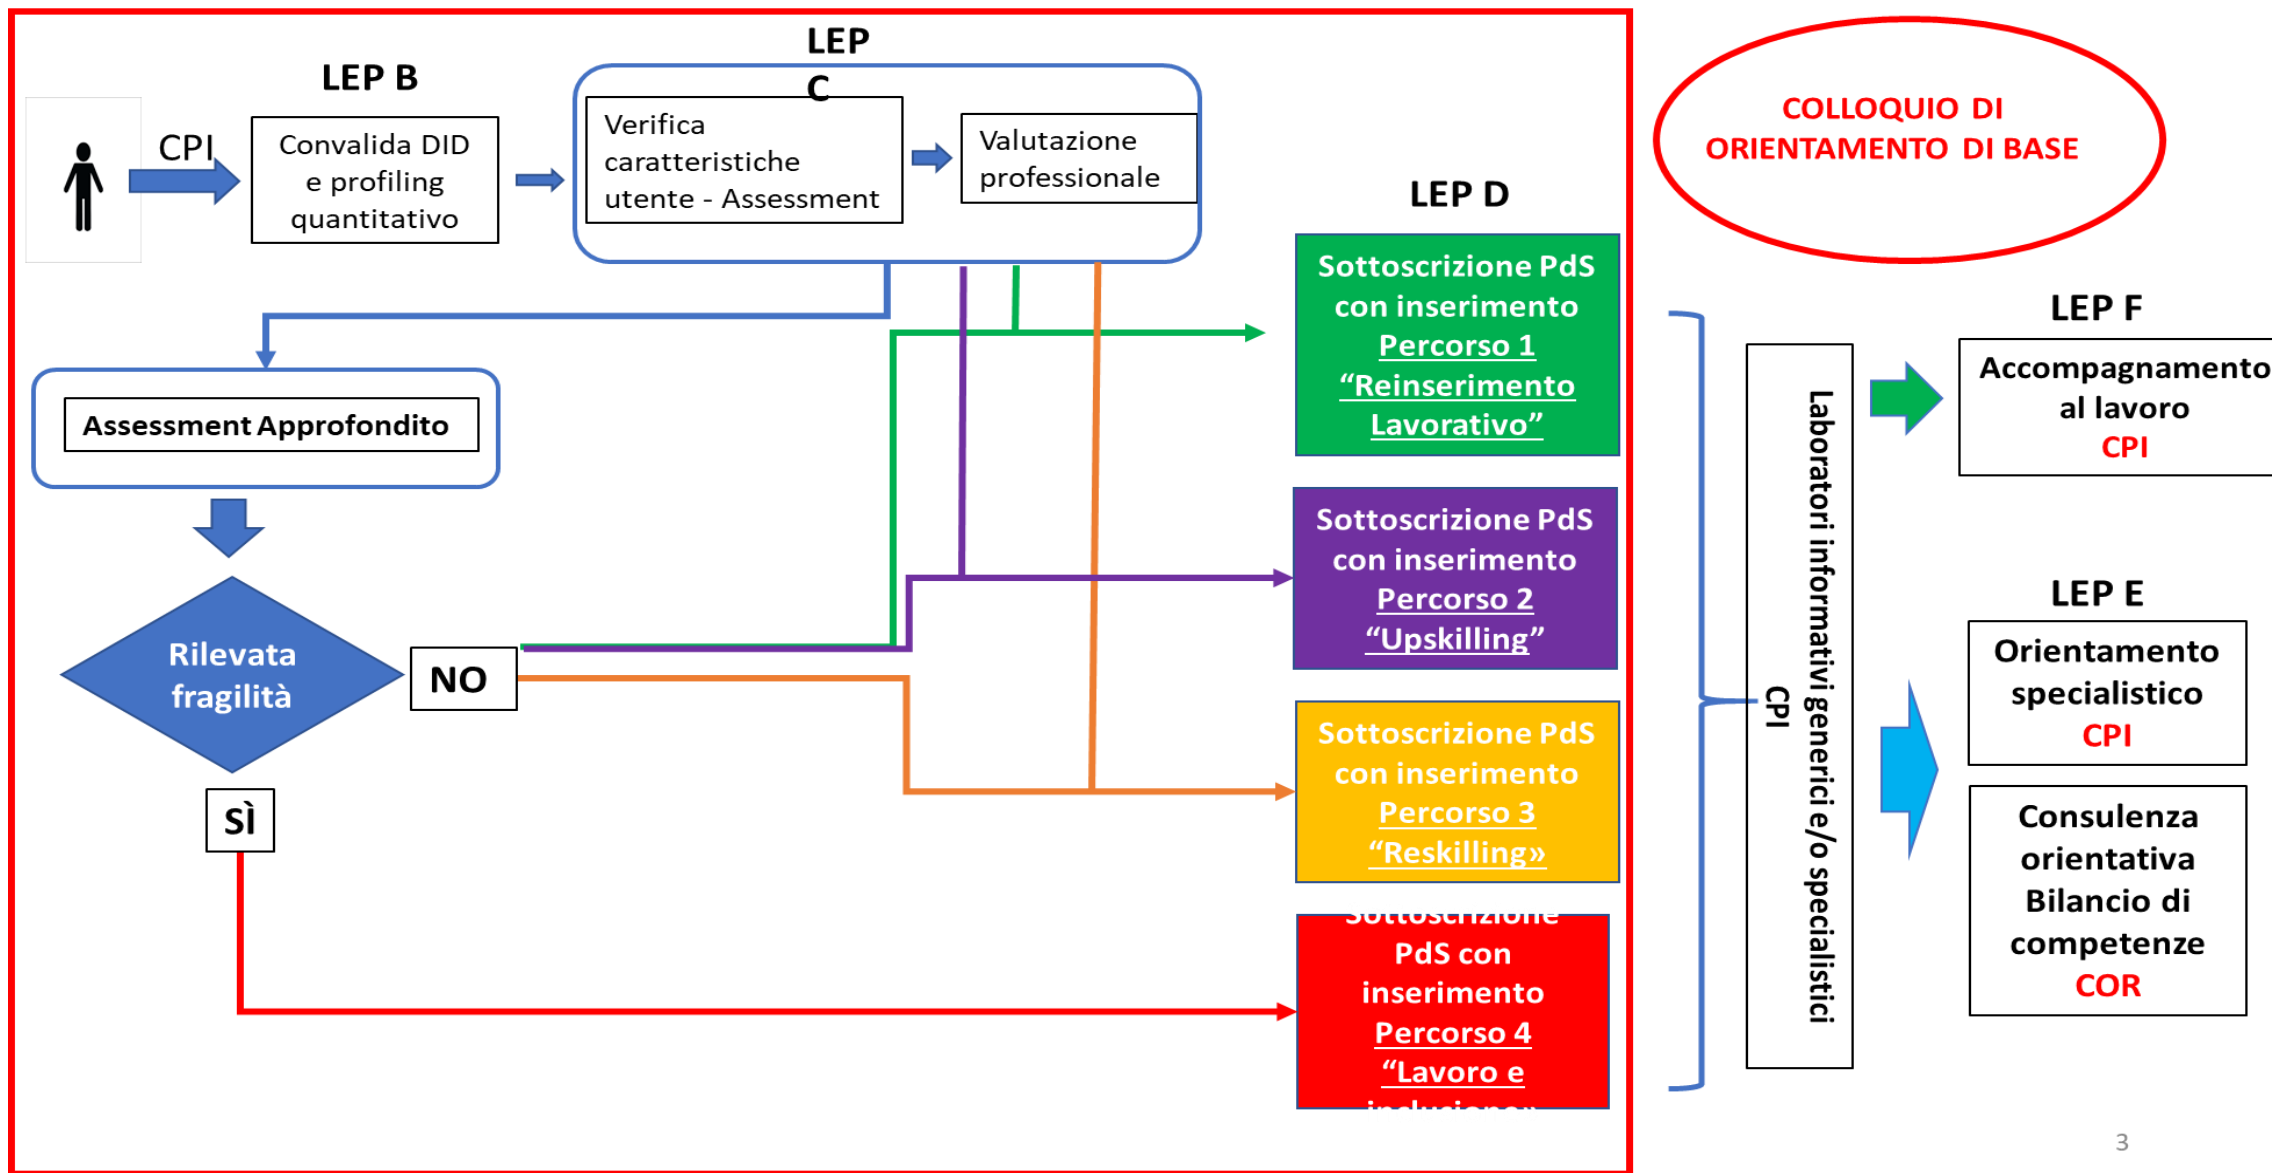 LEP B
CPI
Convalida DID
e profiling
quantitativo
LEP
C
Verifica
caratteristiche
utente - Assessment
Valutazione
professionale
Assessment Approfondito
Rilevata
fragilità
NO
SÌ
LEP D
Sottoscrizione PdS
con inserimento
Percorso 1
“Reinserimento
Lavorativo”
Sottoscrizione PdS
con inserimento
Percorso 2
“Upskilling”
Sottoscrizione PdS
con inserimento
Percorso 3
“Reskilling»
Sottoscrizione
PdS con
inserimento
Percorso 4
“Lavoro e
inclusione»
COLLOQUIO DI
ORIENTAMENTO DI BASE
Laboratori informativi generici e/o specialistici
CPI
LEP F
Accompagnamento
al lavoro
CPI
LEP E
Orientamento
specialistico
CPI
Consulenza
orientativa
Bilancio di
competenze
COR
3